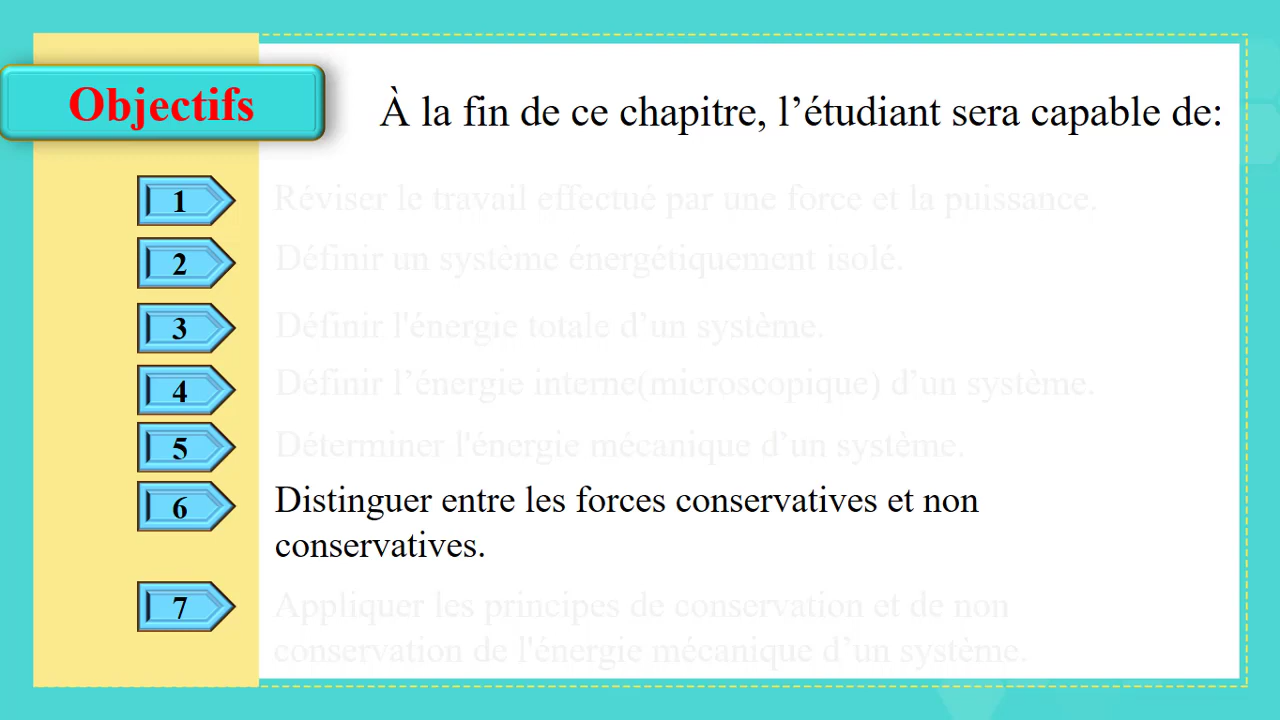 Objectifs
À la fin de ce chapitre, l’étudiant sera capable de:
1
Réviser le travail effectué par une force et la puissance.
2
Définir un système énergétiquement isolé.
3
Définir l'énergie totale d’un système.
4
Définir l’énergie interne(microscopique) d’un système.
5
Déterminer l'énergie mécanique d’un système.
6
Distinguer entre les forces conservatives et non
conservatives.
7
Appliquer les principes de conservation et de non
conservation de l'énergie mécanique d’un système.